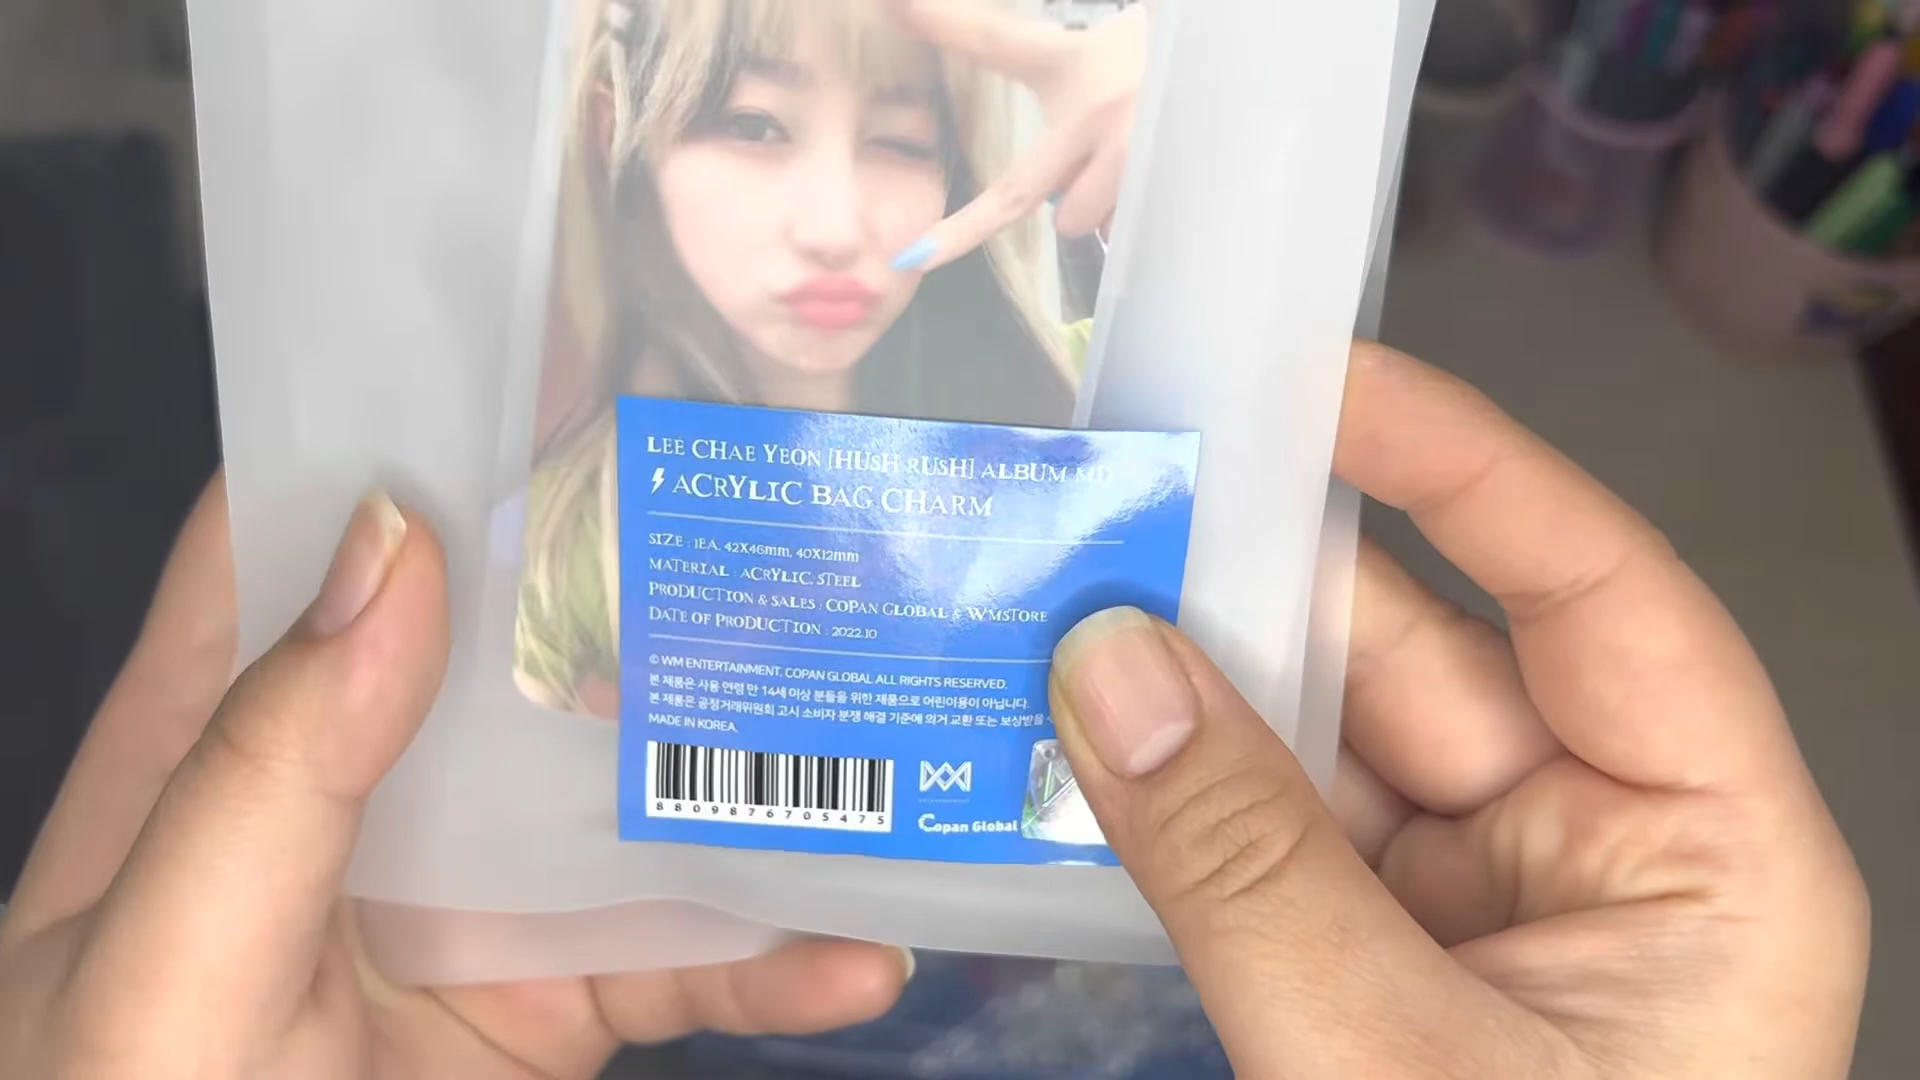 LEE CHAE YEON [HUSH RUSH] ALBUM MD
ACRYLIC BAG CHARM
SIZE : 1EA, 42X46mm, 40X12mm
MATERIAL : ACRYLIC, STEEL
PRODUCTION & SALES : COPAN GLOBAL & WMSTORE
DATE OF PRODUCTION : 2022.10
© WM ENTERTAINMENT, COPAN GLOBAL ALL RIGHTS RESERVED.
본 제품은 사용 연령 만 14세 이상 분들을 위한 제품으로 어린이용이 아닙니다.
본 제품은 공정거래위원회 고시 소비자 분쟁 해결 기준에 의거 교환 또는 보상받을
MADE IN KOREA.
8809876705475
Copan Global